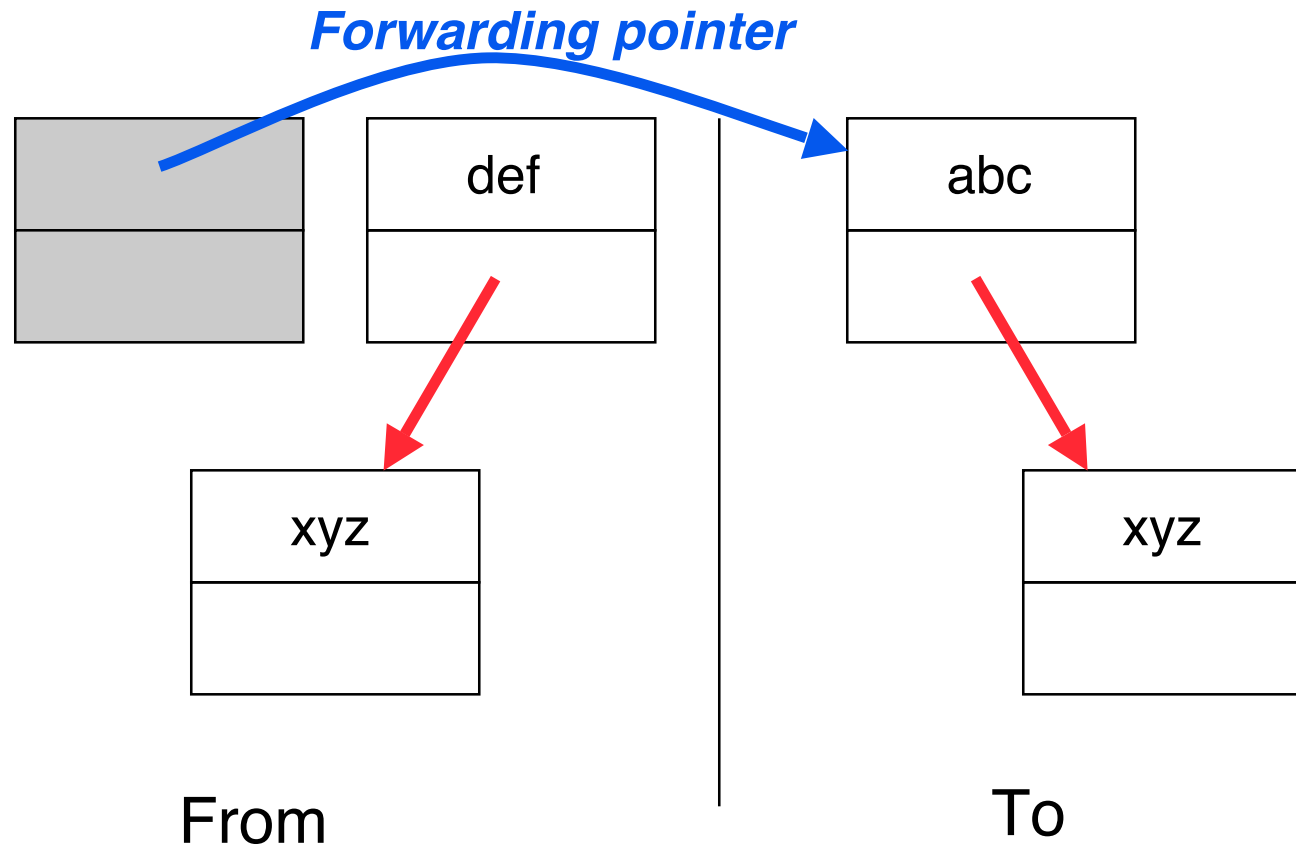 Forwarding pointer
def
abc
xyz
xyz
From
To